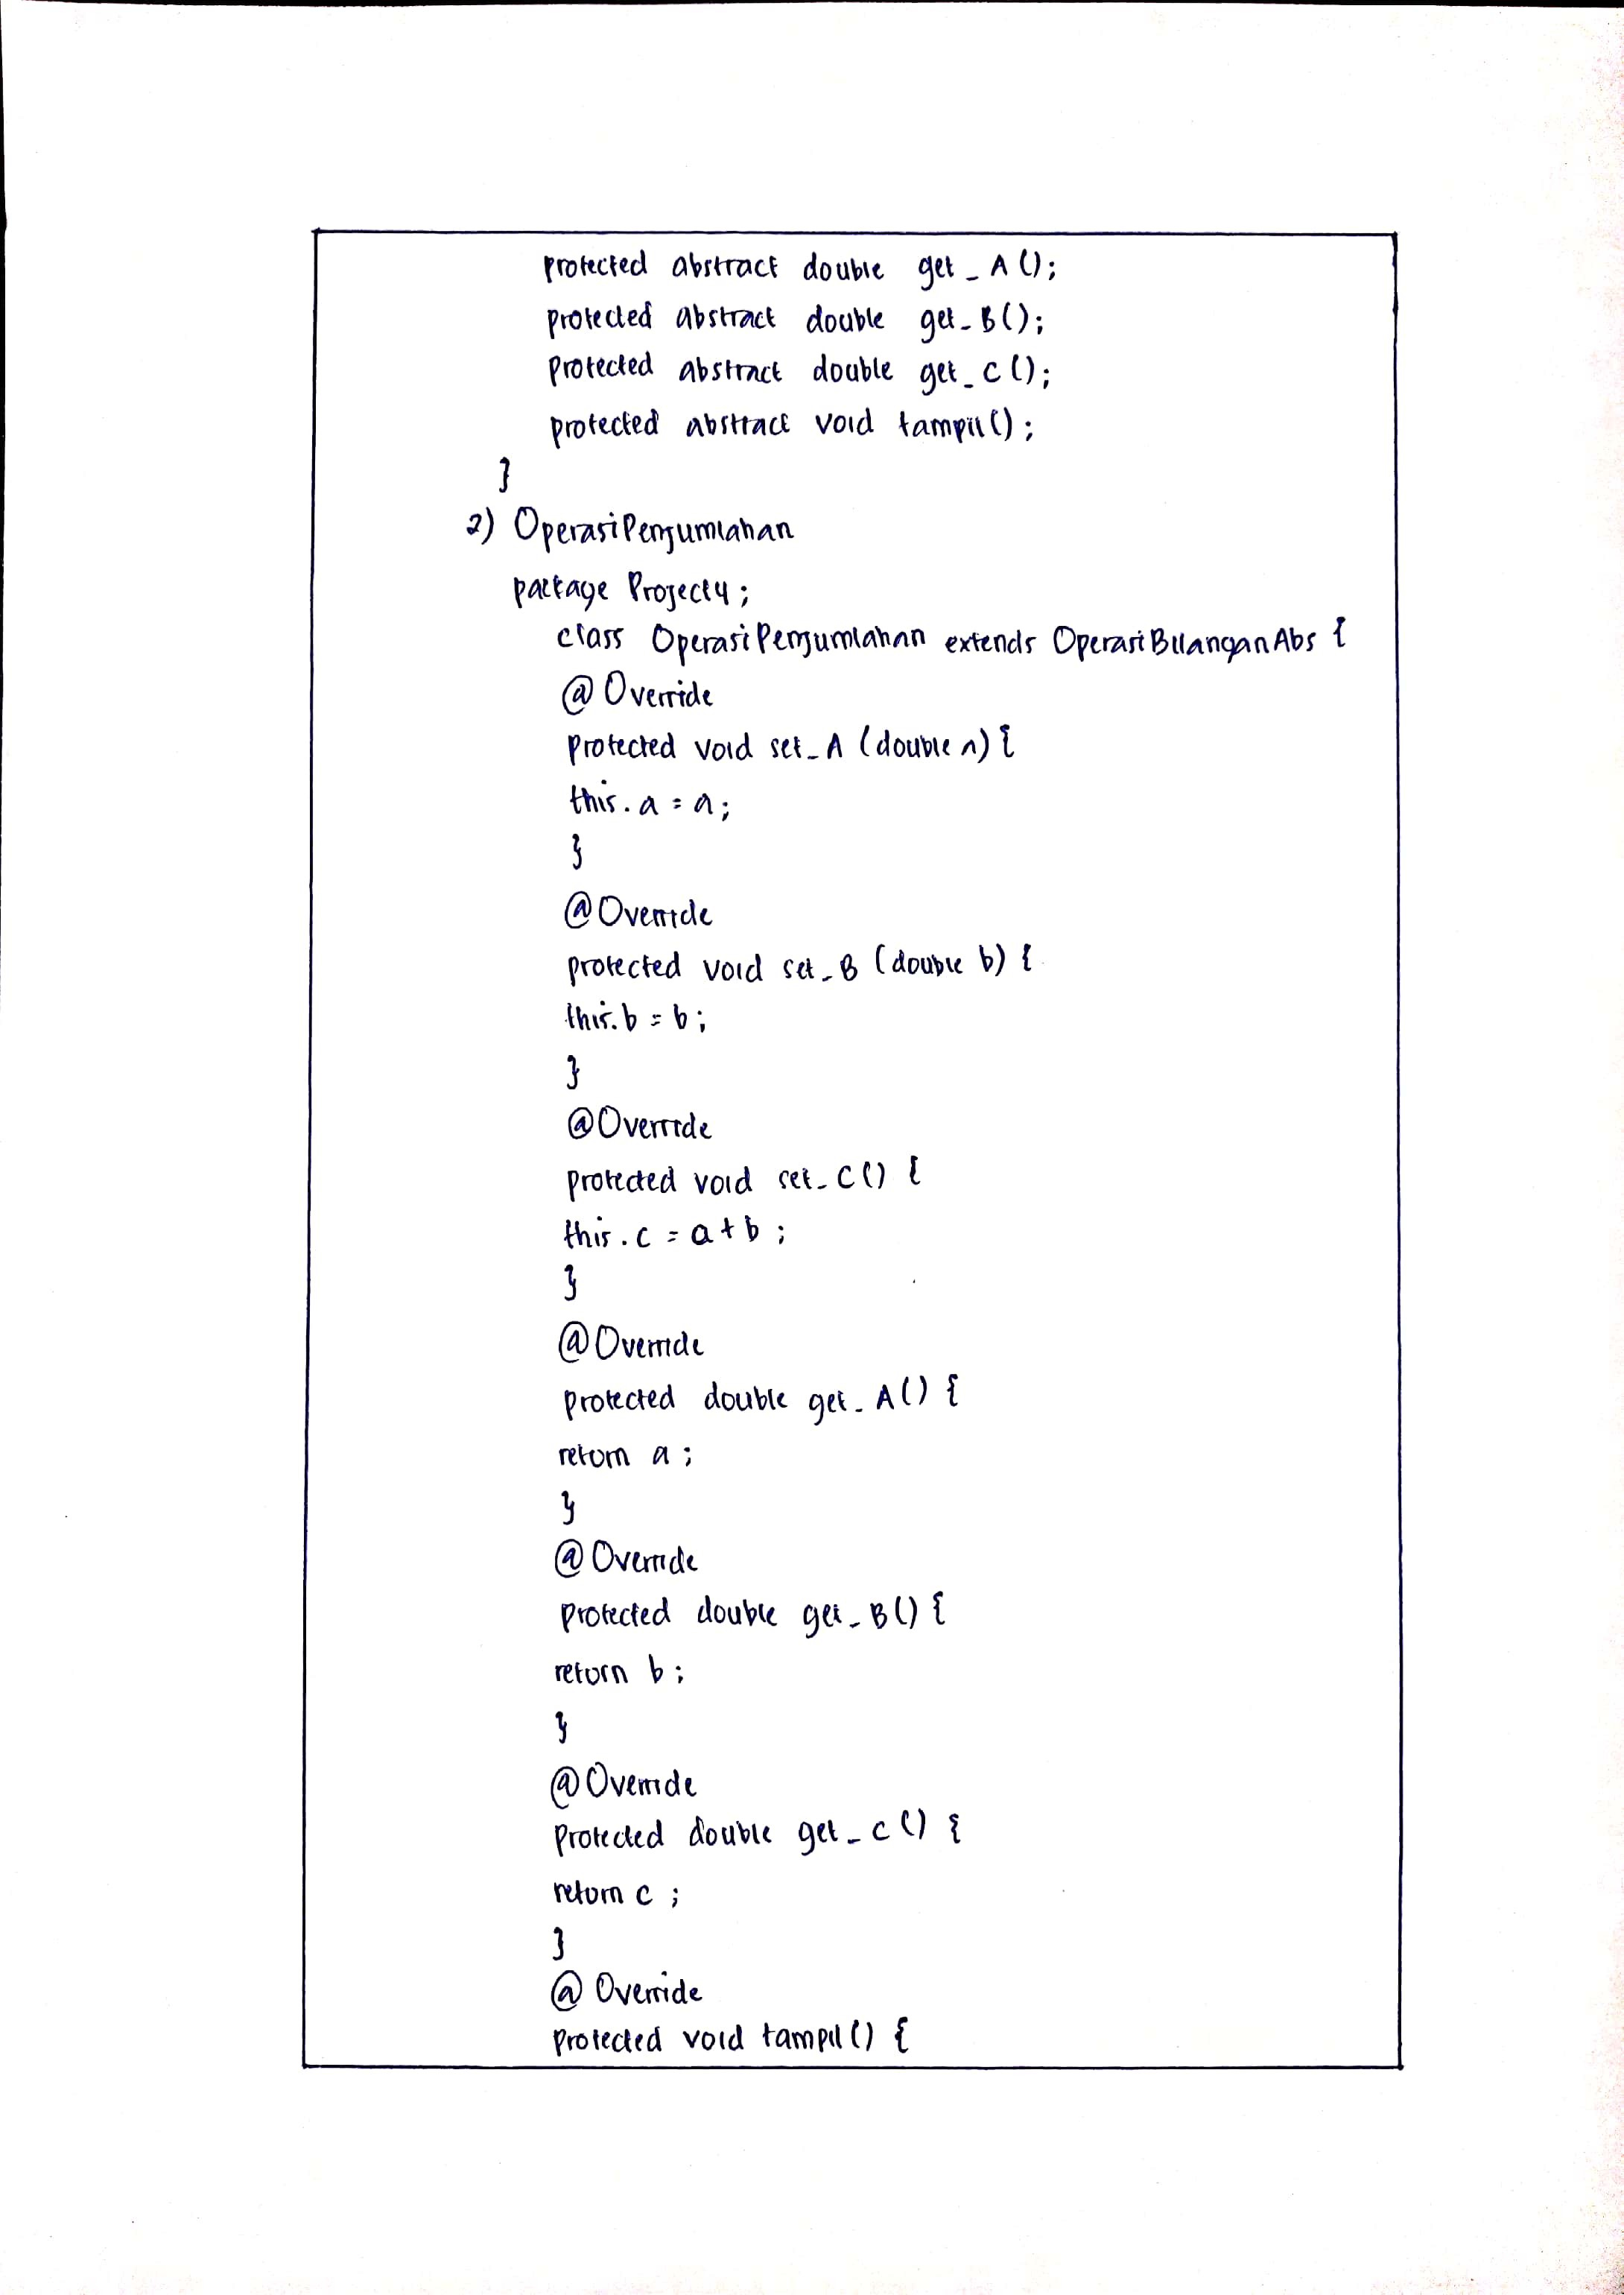 protected abstract double get_A();
protected abstract double get_B();
protected abstract double get_C();
protected abstract void tampil();
}
2) OperasiPenjumlahan
package Project4;
class OperasiPenjumlahan extends OperasiBilanganAbs {
@Override
protected void set_A (double a) {
this.a = a;
}
@Override
protected void set_B (double b) {
this.b = b;
}
@Override
protected void set_C() {
this.c = a+b;
}
@Override
protected double get_A() {
return a;
}
@Override
protected double get_B() {
return b;
}
@Override
protected double get_C() {
return c;
}
@Override
protected void tampil() {